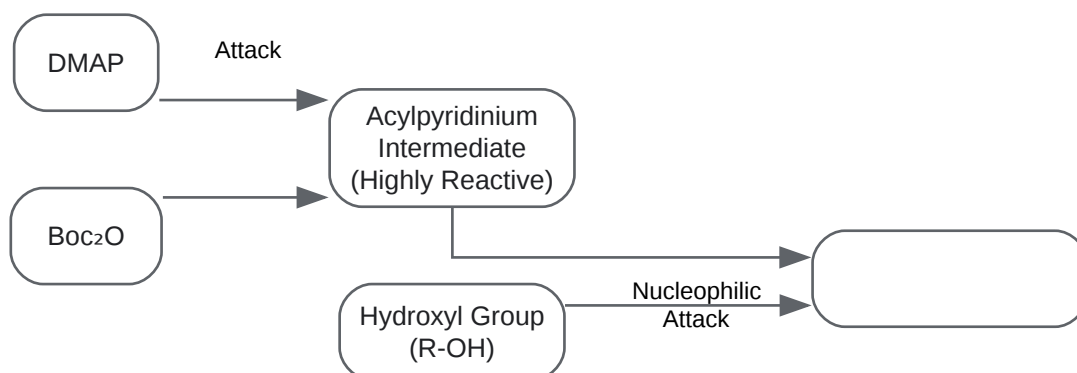 DMAP
Attack
Acylpyridinium
Intermediate
(Highly Reactive)
Boc₂O
Nucleophilic
Attack
Hydroxyl Group
(R-OH)